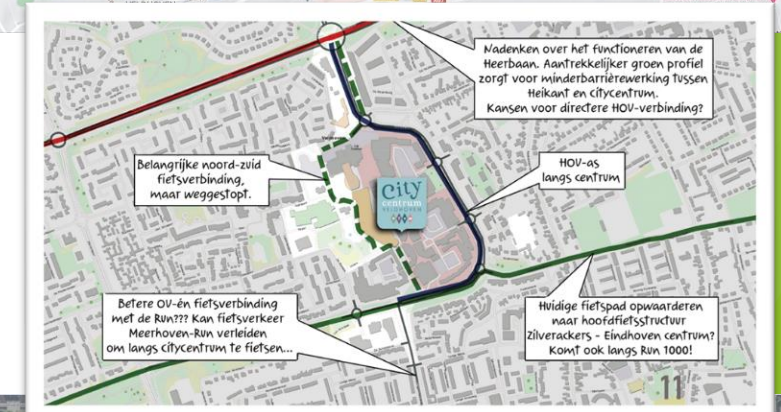 Nadenken over het functioneren van de
Heerbaan. Aantrekkelijker groen profiel
zorgt voor minderbarrièrewerking tussen
Heikant en citycentrum.
Kansen voor directere HOV-verbinding?
Belangrijke noord-zuid
fietsverbinding,
maar weggestopt.
HOV-as
langs centrum
City
centrum
VELDHOVEN
Betere OV-én fietsverbinding
met de Run??? Kan fietsverkeer
Meerhoven-Run verleiden
om langs citycentrum te fietsen...
Huidige fietspad opwaarderen
naar hoofdfietsstructuur
Zilverackers - Eindhoven centrum?
Komt ook langs Run 1000!
11